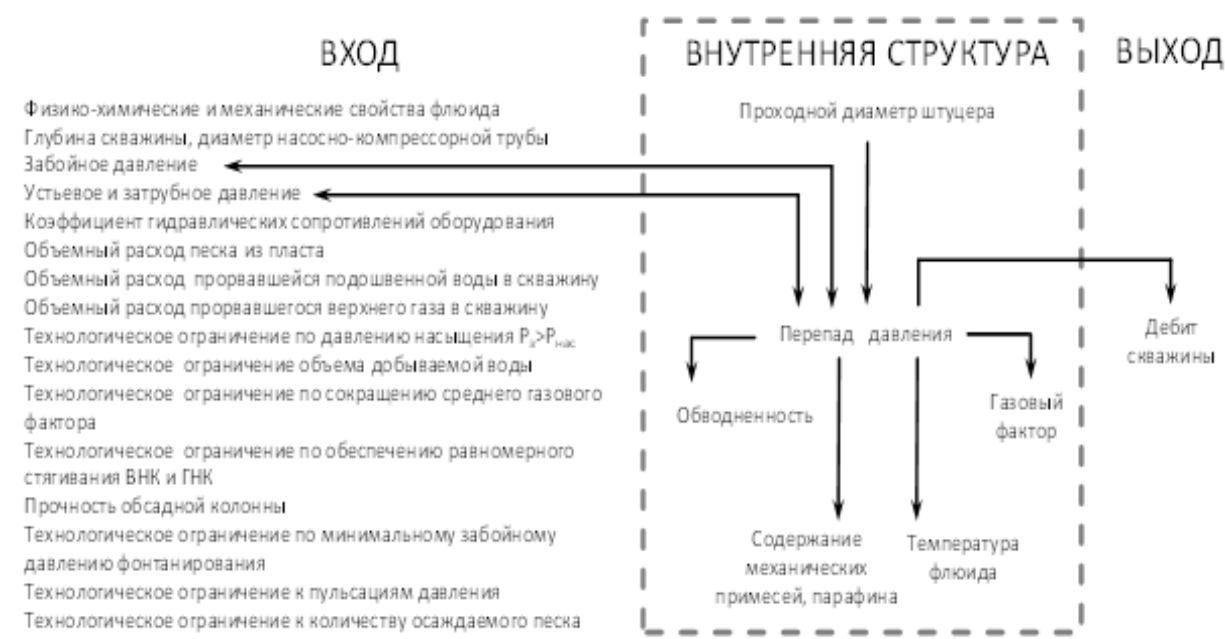 ВХОД
Физико-химические и механические свойства флюида
Глубина скважины, диаметр насосно-компрессорной трубы
Забойное давление
Устьевое и затрубное давление
Коэффициент гидравлических сопротивлений оборудования
Объемный расход песка из пласта
Объемный расход прорвавшейся подошвенной воды в скважину
Объемный расход прорвавшегося верхнего газа в скважину
Технологическое ограничение по давлению насыщения Pз>Pнас
Технологическое ограничение объема добываемой воды
Технологическое ограничение по сокращению среднего газового
фактора
Технологическое ограничение по обеспечению равномерного
стягивания ВНК и ГНК
Прочность обсадной колонны
Технологическое ограничение по минимальному забойному
давлению фонтанирования
Технологическое ограничение к пульсациям давления
Технологическое ограничение к количеству осаждаемого песка
ВНУТРЕННЯЯ СТРУКТУРА
Проходной диаметр штуцера
Перепад давления
Обводненность
Газовый
фактор
Содержание
механических
примесей, парафина
Температура
флюида
ВЫХОД
Дебит
скважины